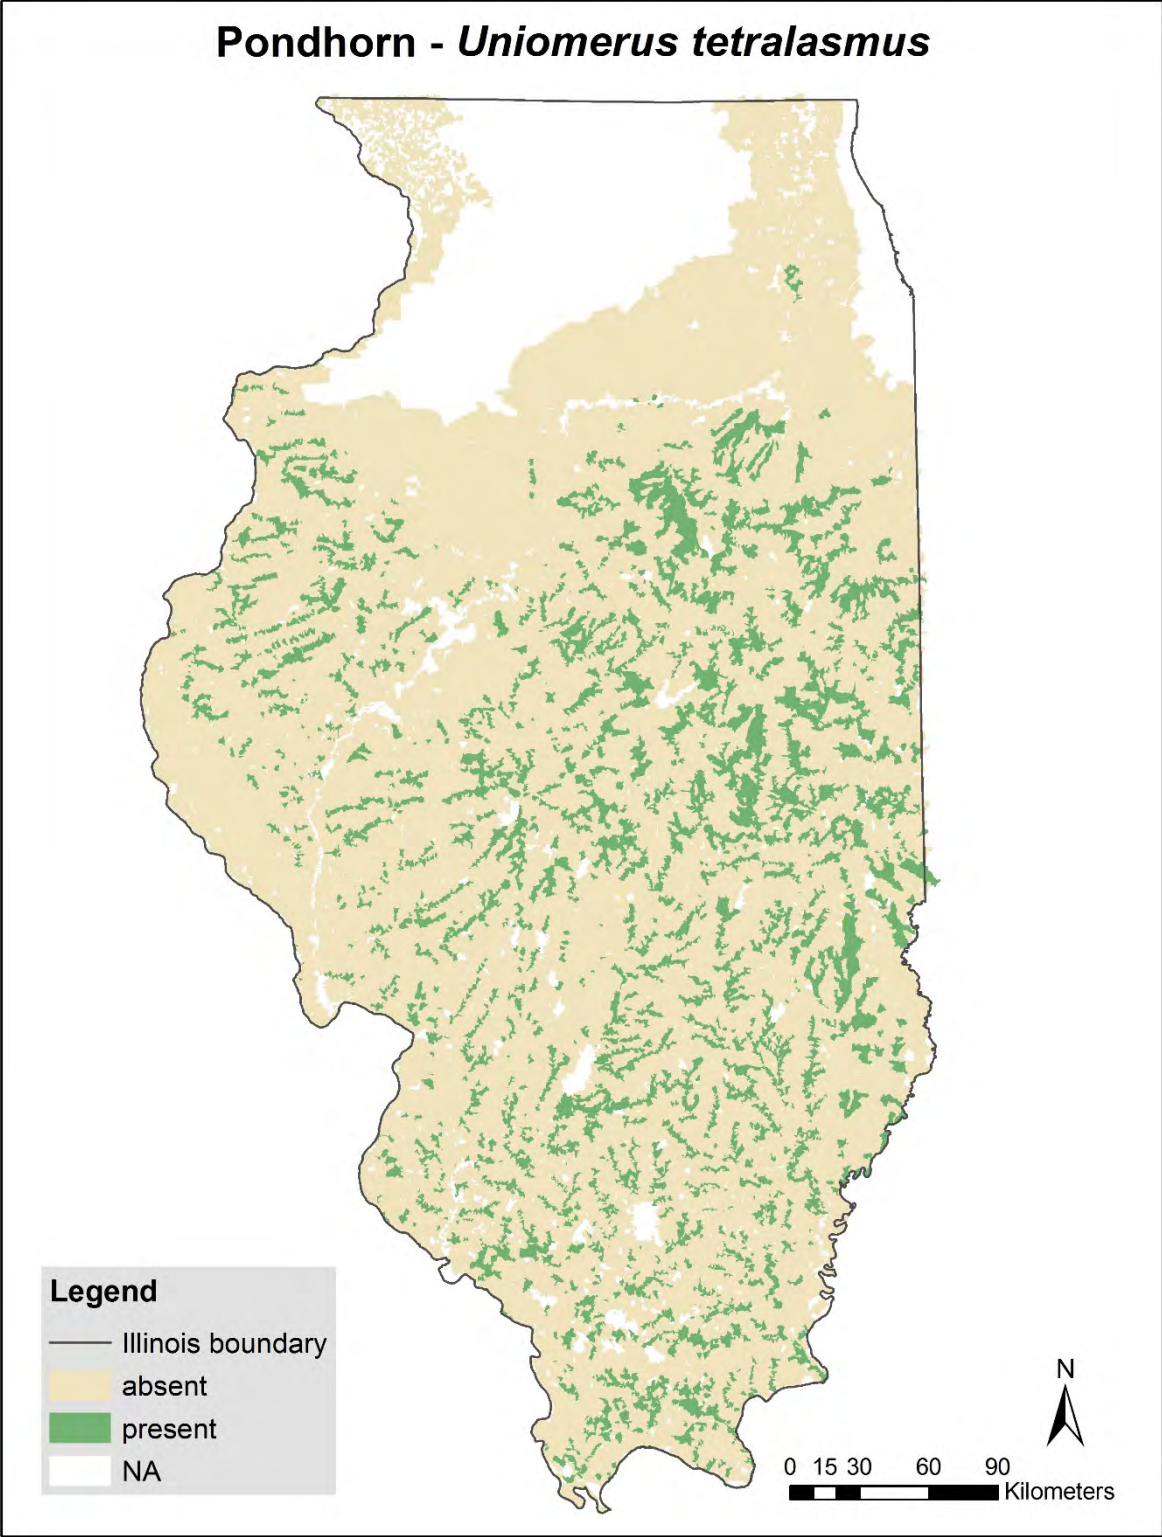 Pondhorn - Uniomerus tetralasmus
Legend
Illinois boundary
absent
present
NA
N
0 15 30 60 90
Kilometers